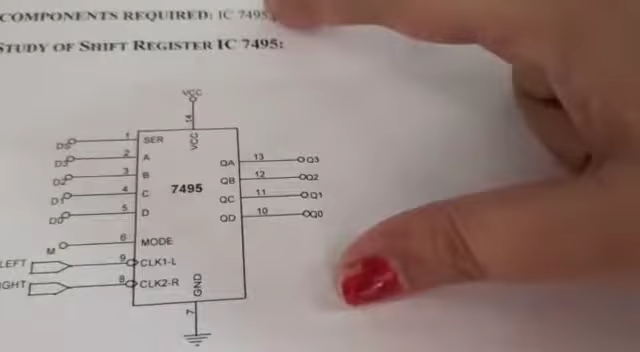 COMPONENTS REQUIRED: IC 7495
STUDY OF SHIFT REGISTER IC 7495:
VCC
14
VCC
1 SER
D3 2 A QA 13 Q3
D2 3 B QB 12 Q2
D1 4 C 7495 QC 11 Q1
D0 5 D QD 10 Q0
M 6 MODE
LEFT 9 CLK1-L
IGHT 8 CLK2-R
GND
7